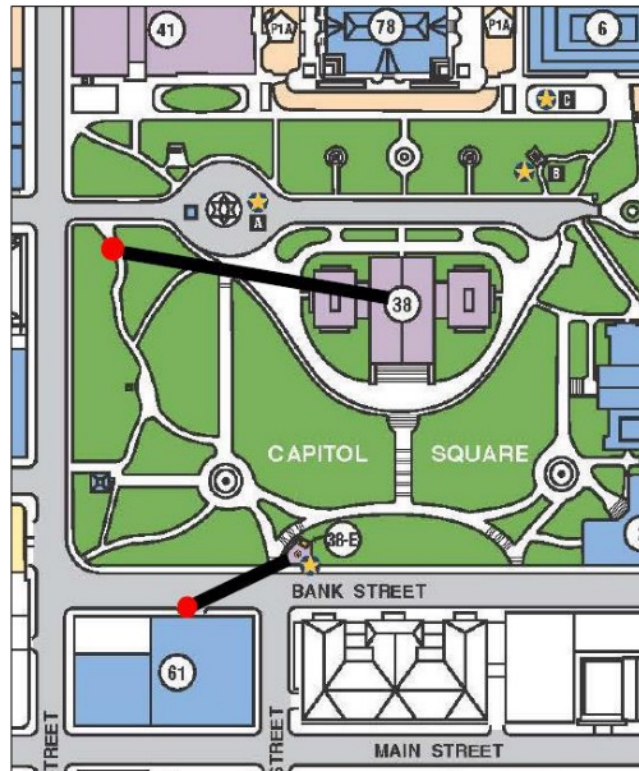 41
P1A
78
P1A
6
C
B
A
38
CAPITOL SQUARE
38-E
BANK STREET
61
STREET
STREET
MAIN STREET